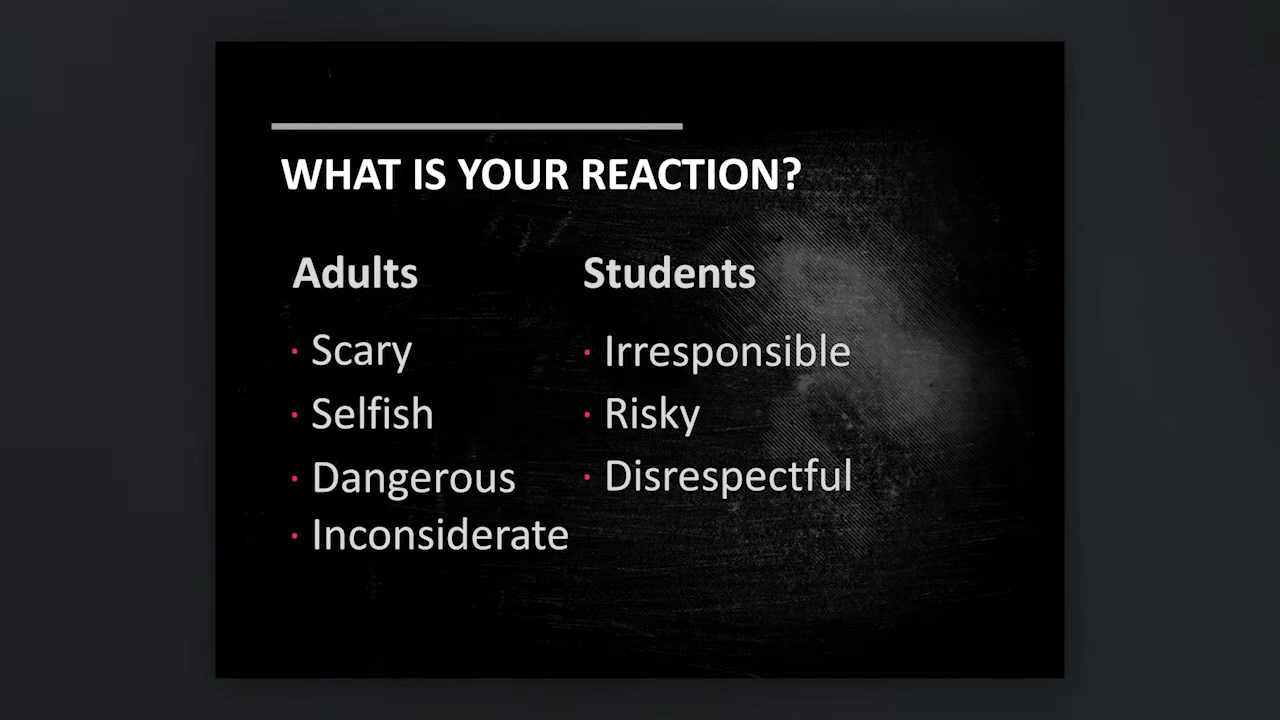 WHAT IS YOUR REACTION?
Adults
· Scary
· Selfish
· Dangerous
· Inconsiderate
Students
· Irresponsible
· Risky
· Disrespectful